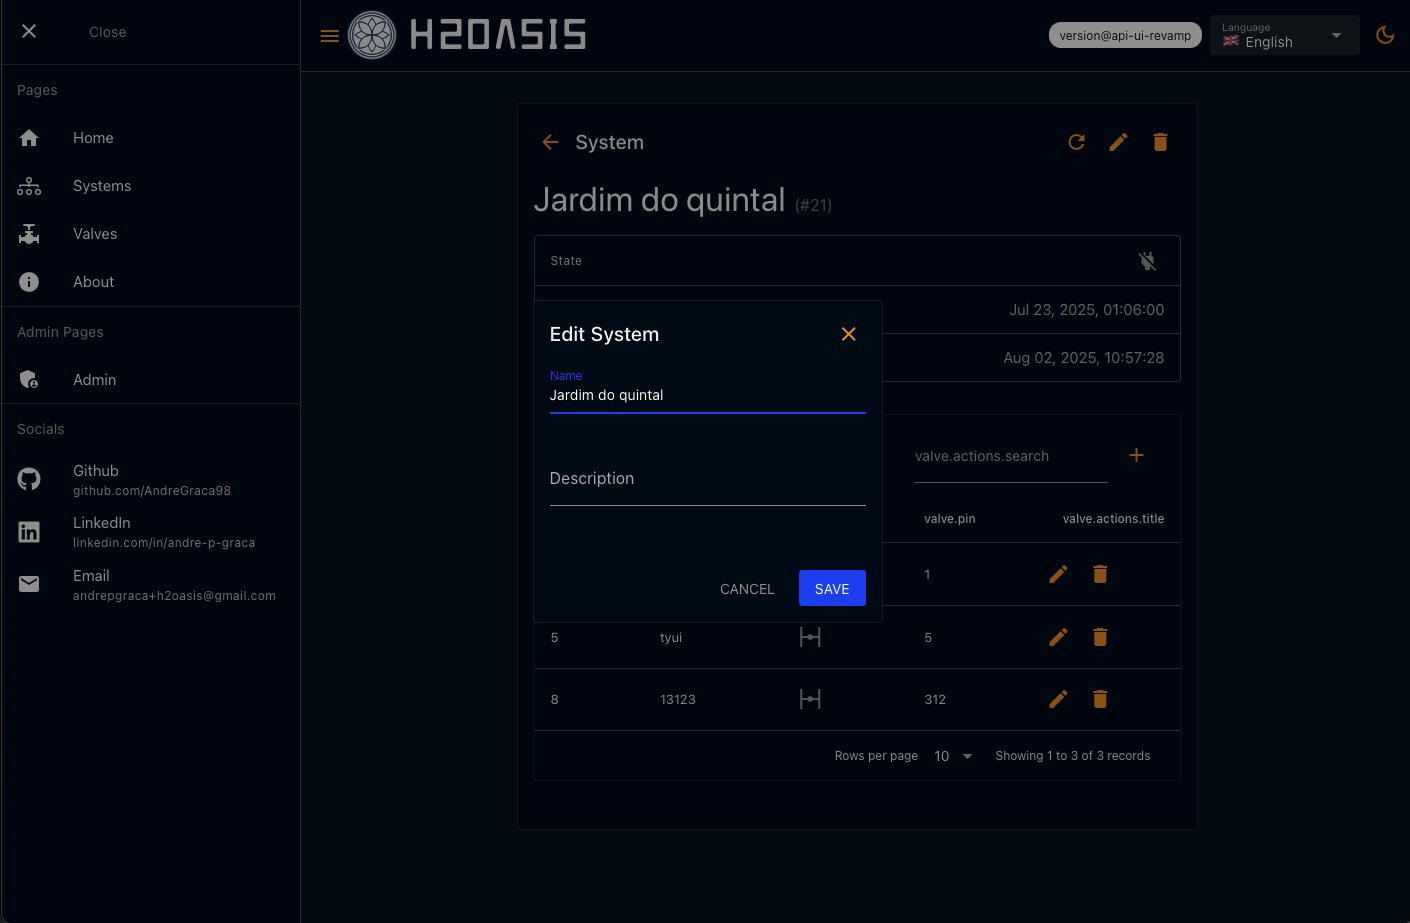 Close
H2OASIS
version@api-ui-revamp
Language
English
Pages
Home
Systems
Valves
About
Admin Pages
Admin
Socials
Github
github.com/AndreGraca98
LinkedIn
linkedin.com/in/andre-p-graca
Email
andrepgraca+h2oasis@gmail.com
System
Jardim do quintal (#21)
State
Jul 23, 2025, 01:06:00
Aug 02, 2025, 10:57:28
Edit System
Name
Jardim do quintal
Description
CANCEL SAVE
valve.actions.search
valve.pin valve.actions.title
1
5 tyui 5
8 13123 312
Rows per page 10 Showing 1 to 3 of 3 records